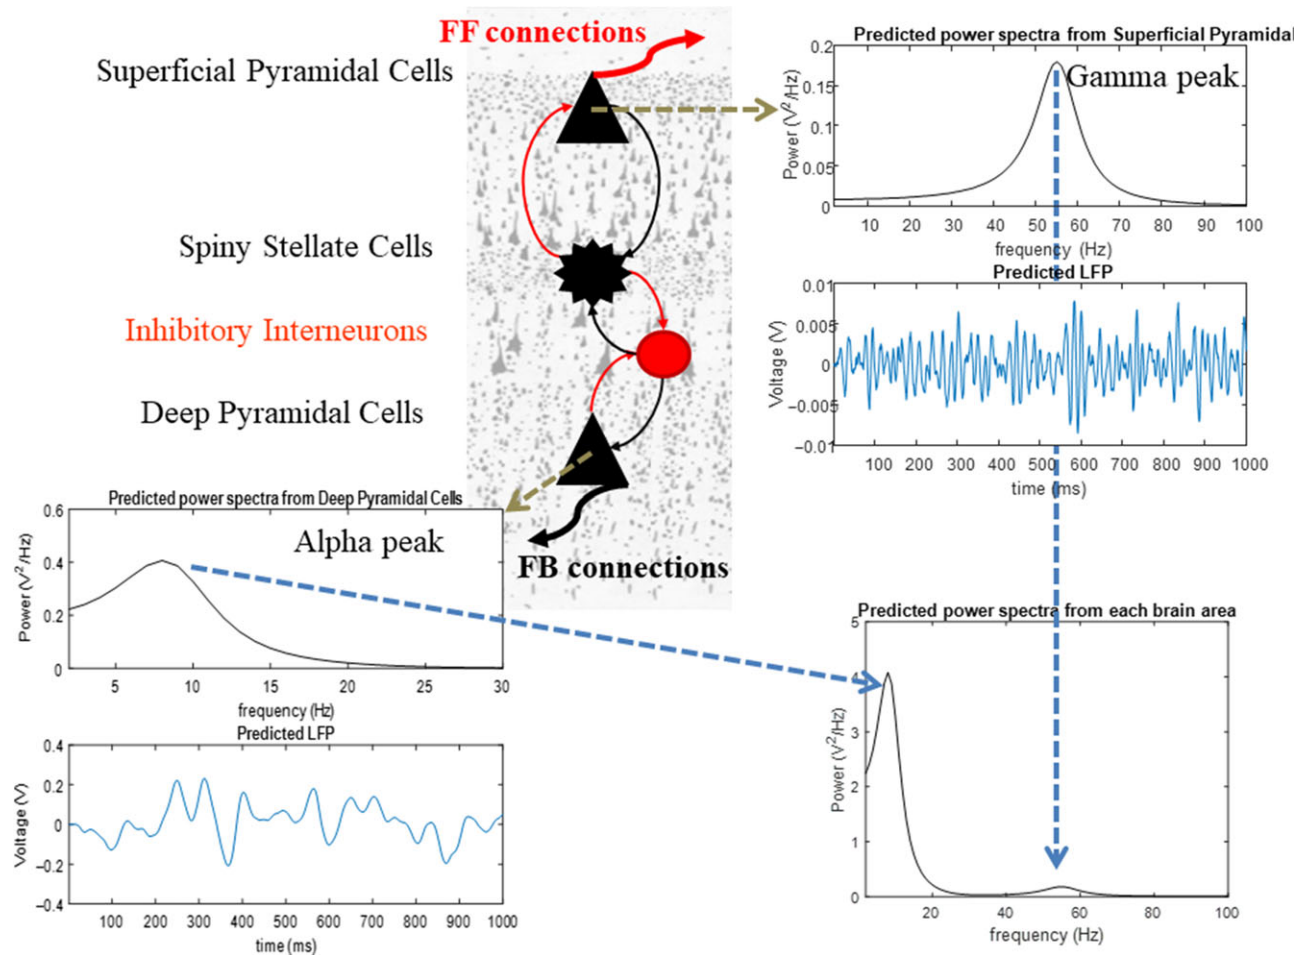 FF connections
Superficial Pyramidal Cells
Spiny Stellate Cells
Inhibitory Interneurons
Deep Pyramidal Cells
FB connections
Predicted power spectra from Superficial Pyramidal
Gamma peak
Power (V²/Hz)
0.2
0.15
0.1
0.05
0
10 20 30 40 50 60 70 80 90 100
frequency (Hz)
Predicted LFP
Voltage (V)
0.01
0.005
0
−0.005
−0.01
100 200 300 400 500 600 700 800 900 1000
time (ms)
Predicted power spectra from Deep Pyramidal Cells
Alpha peak
Power (V²/Hz)
0.6
0.4
0.2
0
5 10 15 20 25 30
frequency (Hz)
Predicted LFP
Voltage (V)
0.4
0.2
0
−0.2
−0.4
100 200 300 400 500 600 700 800 900 1000
time (ms)
Predicted power spectra from each brain area
Power (V²/Hz)
5
4
3
2
1
0
20 40 60 80 100
frequency (Hz)